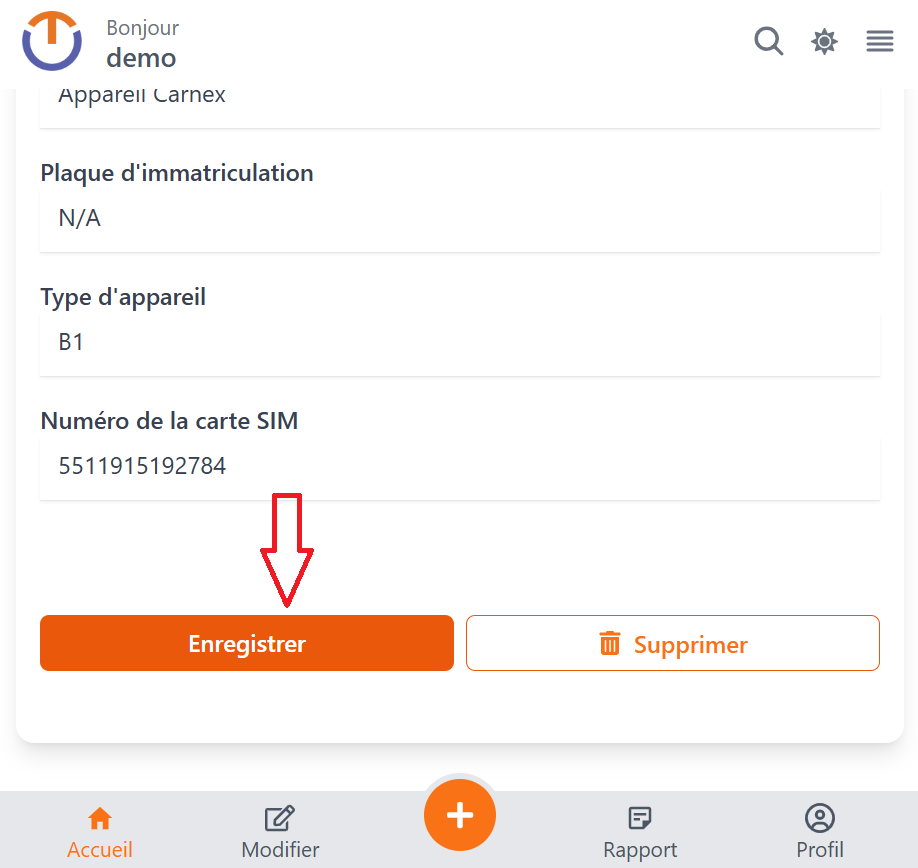 Bonjour
demo
Appareil Carnex
Plaque d'immatriculation
N/A
Type d'appareil
B1
Numéro de la carte SIM
5511915192784
Enregistrer
Supprimer
Accueil
Modifier
Rapport
Profil